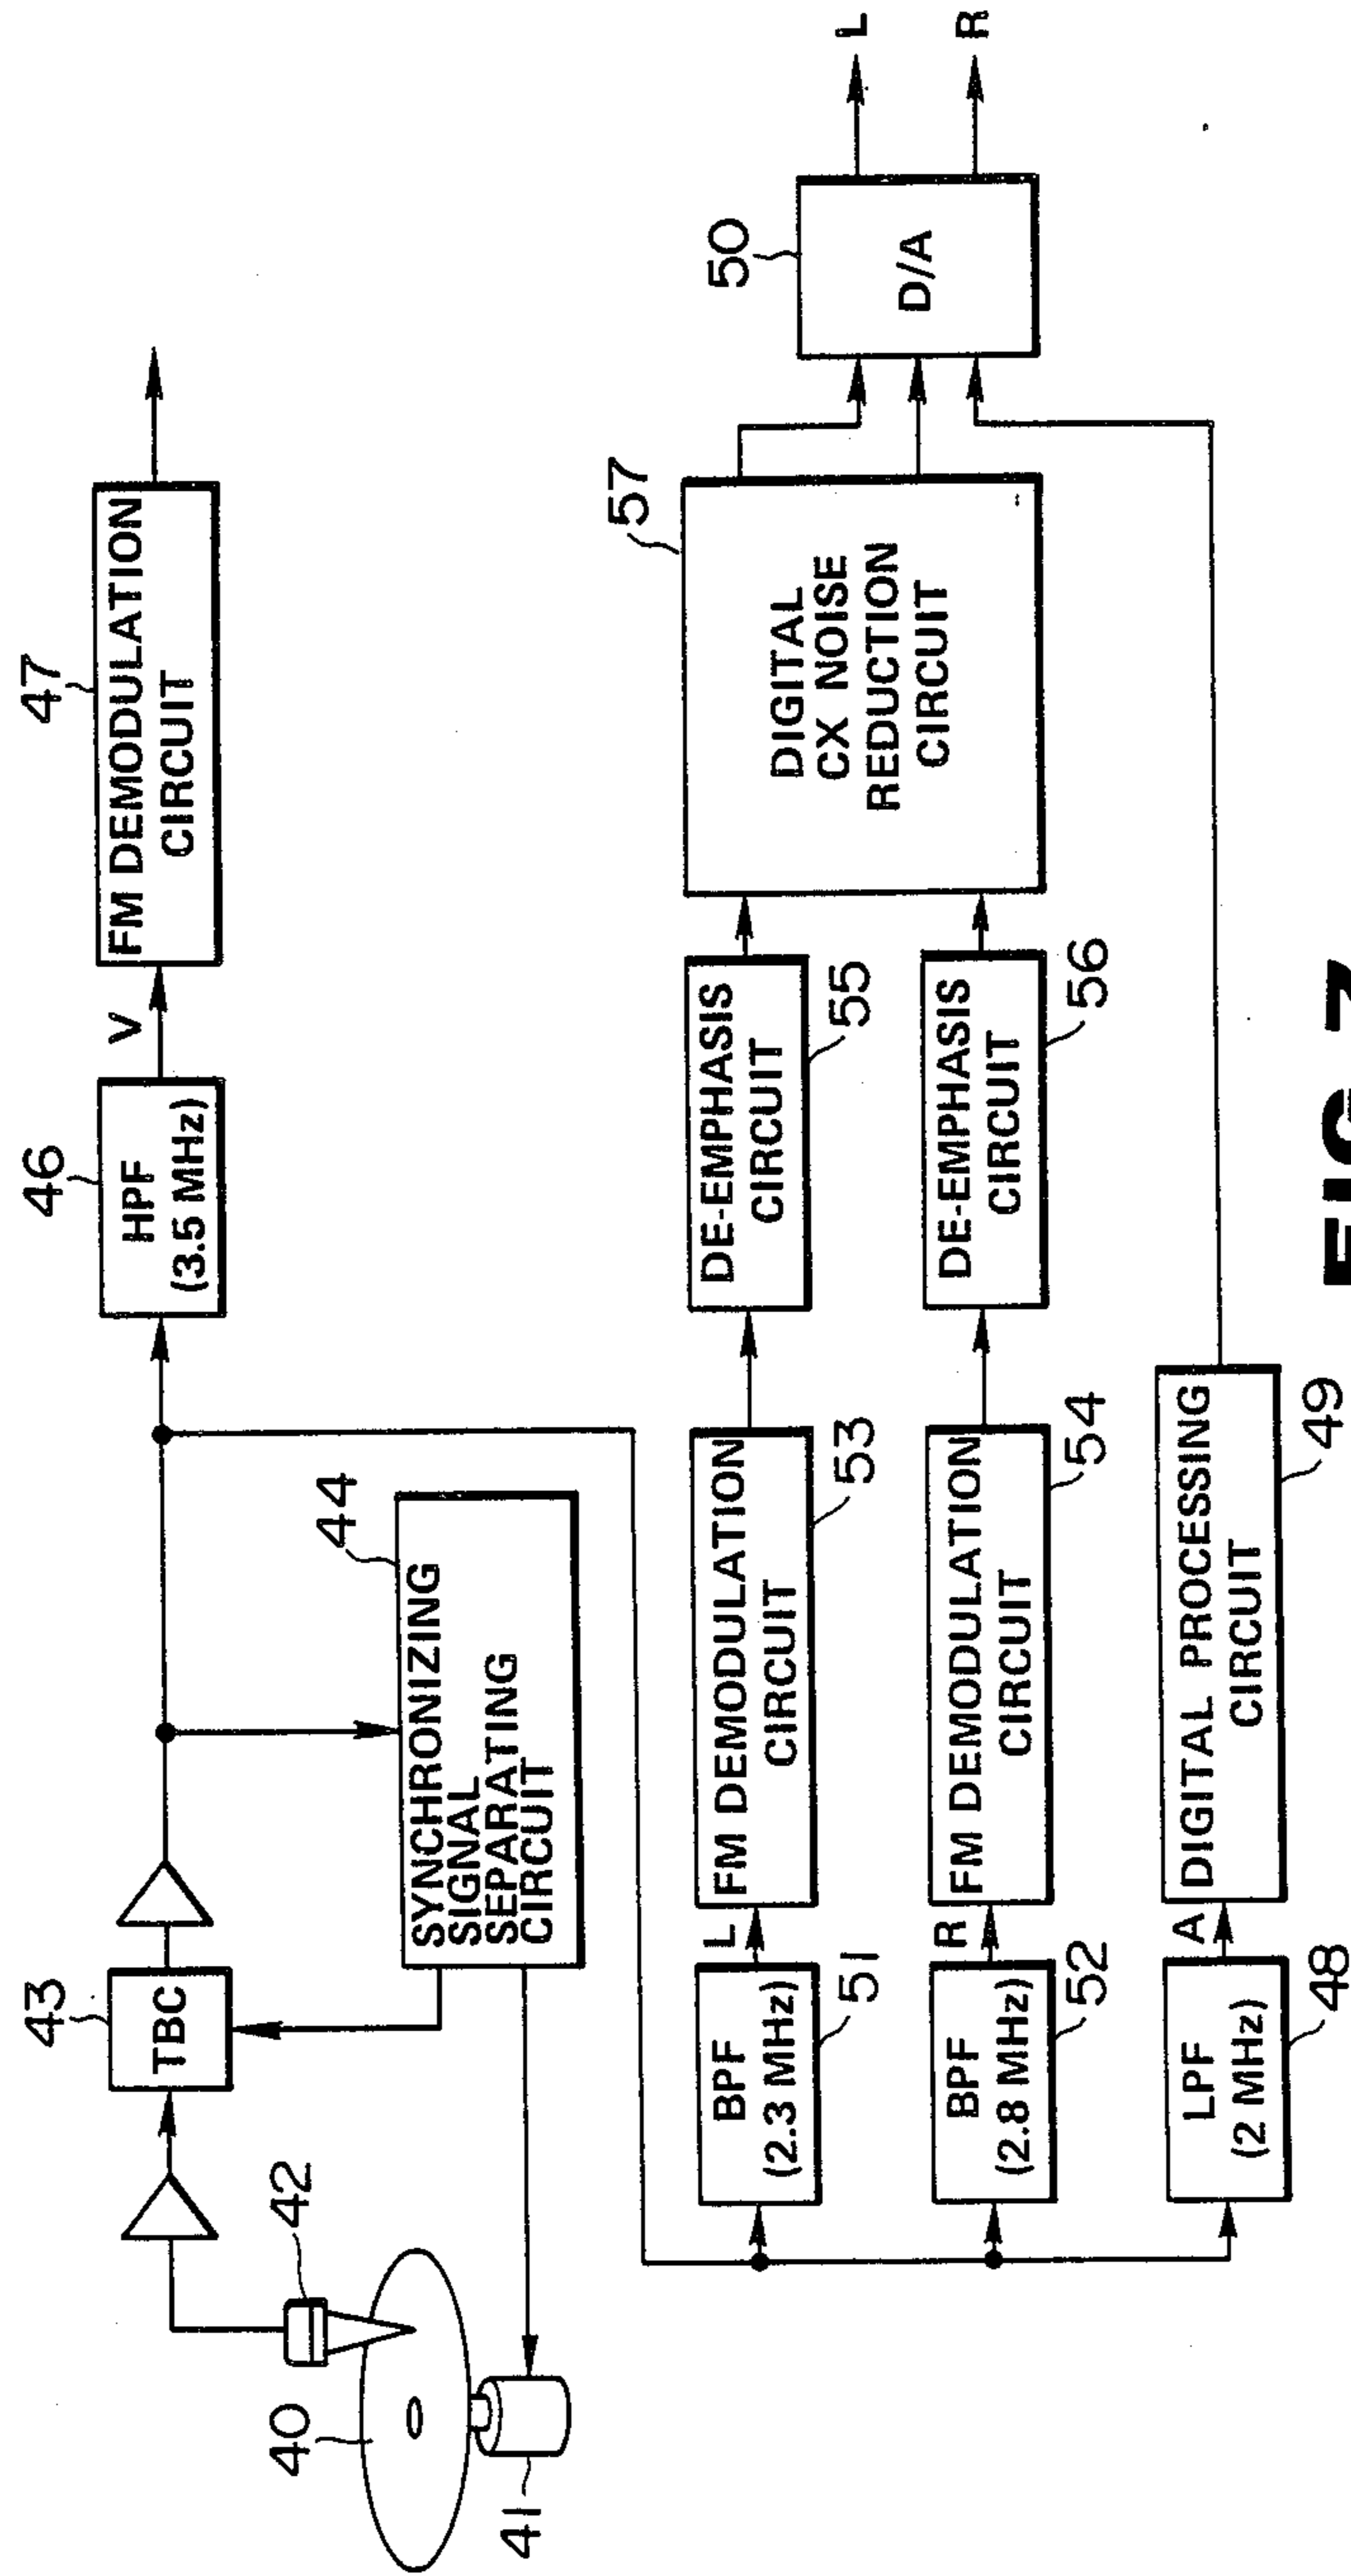 40
41
42
43
TBC
44
SYNCHRONIZING
SIGNAL
SEPARATING
CIRCUIT
46
HPF
(3.5 MHz)
V
47
FM DEMODULATION
CIRCUIT
BPF
(2.3 MHz)
51
L
FM DEMODULATION
CIRCUIT
53
DE-EMPHASIS
CIRCUIT
55
BPF
(2.8 MHz)
52
R
FM DEMODULATION
CIRCUIT
54
DE-EMPHASIS
CIRCUIT
56
57
DIGITAL
CX NOISE
REDUCTION
CIRCUIT
50
D/A
L
R
LPF
(2 MHz)
48
A
DIGITAL PROCESSING
CIRCUIT
49